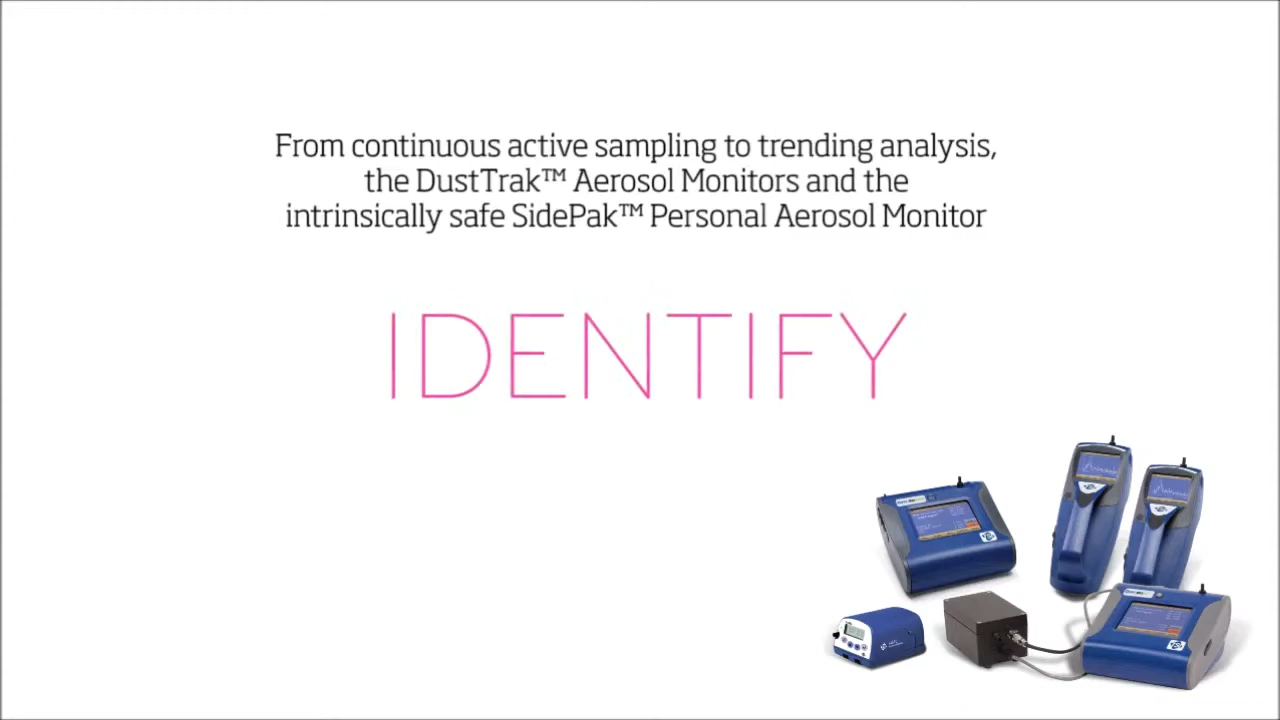 From continuous active sampling to trending analysis,
the DustTrak™ Aerosol Monitors and the
intrinsically safe SidePak™ Personal Aerosol Monitor
IDENTIFY